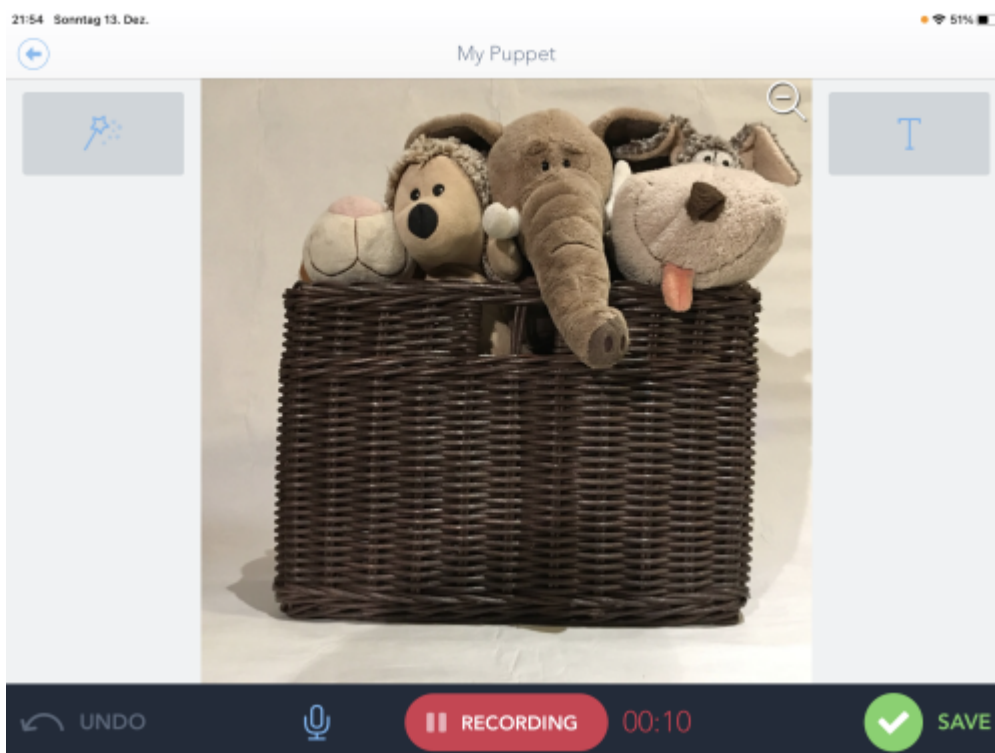 21:54 Sonntag 13. Dez.
51%
My Puppet
T
UNDO
RECORDING
00:10
SAVE